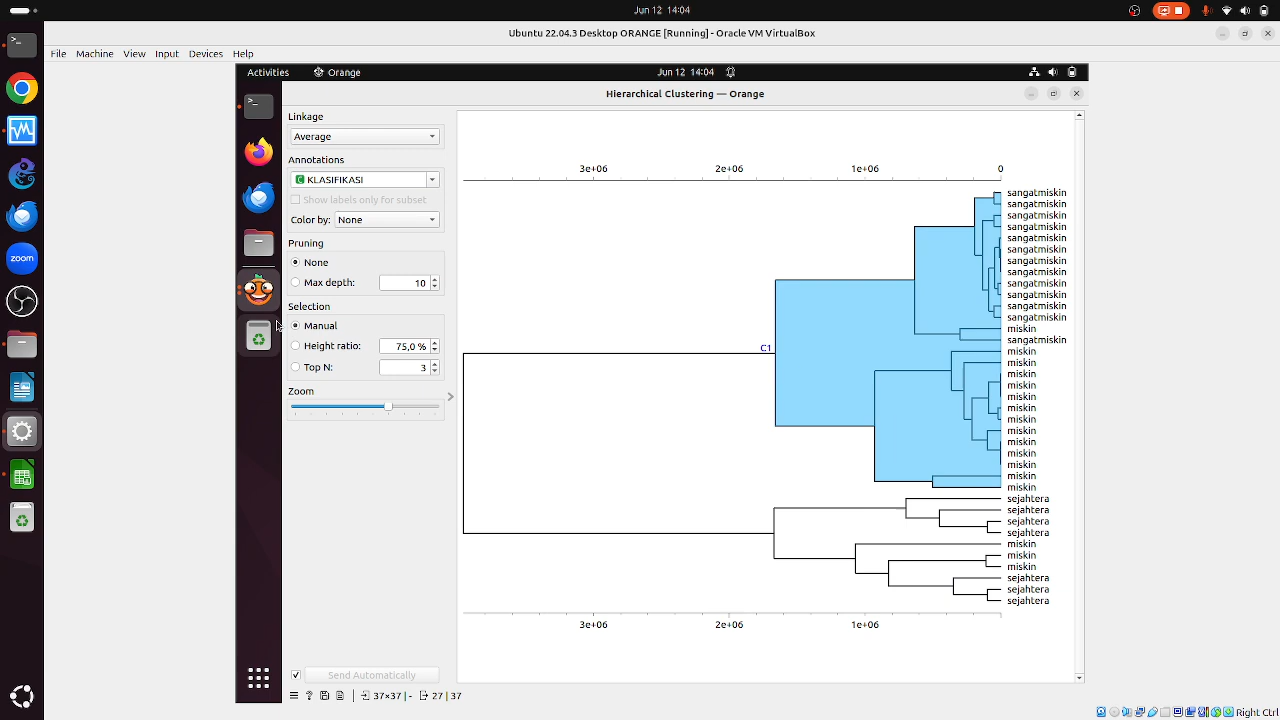 Jun 12 14:04
Ubuntu 22.04.3 Desktop ORANGE [Running] - Oracle VM VirtualBox
File Machine View Input Devices Help
Activities Orange Jun 12 14:04
Hierarchical Clustering — Orange
Linkage
Average
Annotations
C KLASIFIKASI
Show labels only for subset
Color by: None
Pruning
None
Max depth: 10
Selection
Manual
Height ratio: 75,0 %
Top N: 3
Zoom
Send Automatically
37×37 | - 27 | 37
3e+06 2e+06 1e+06 0
C1
sangatmiskin
sangatmiskin
sangatmiskin
sangatmiskin
sangatmiskin
sangatmiskin
sangatmiskin
sangatmiskin
sangatmiskin
sangatmiskin
sangatmiskin
sangatmiskin
miskin
sangatmiskin
miskin
miskin
miskin
miskin
miskin
miskin
miskin
miskin
miskin
miskin
miskin
miskin
miskin
sejahtera
sejahtera
sejahtera
sejahtera
miskin
miskin
miskin
sejahtera
sejahtera
sejahtera
3e+06 2e+06 1e+06 0
zoom
Right Ctrl